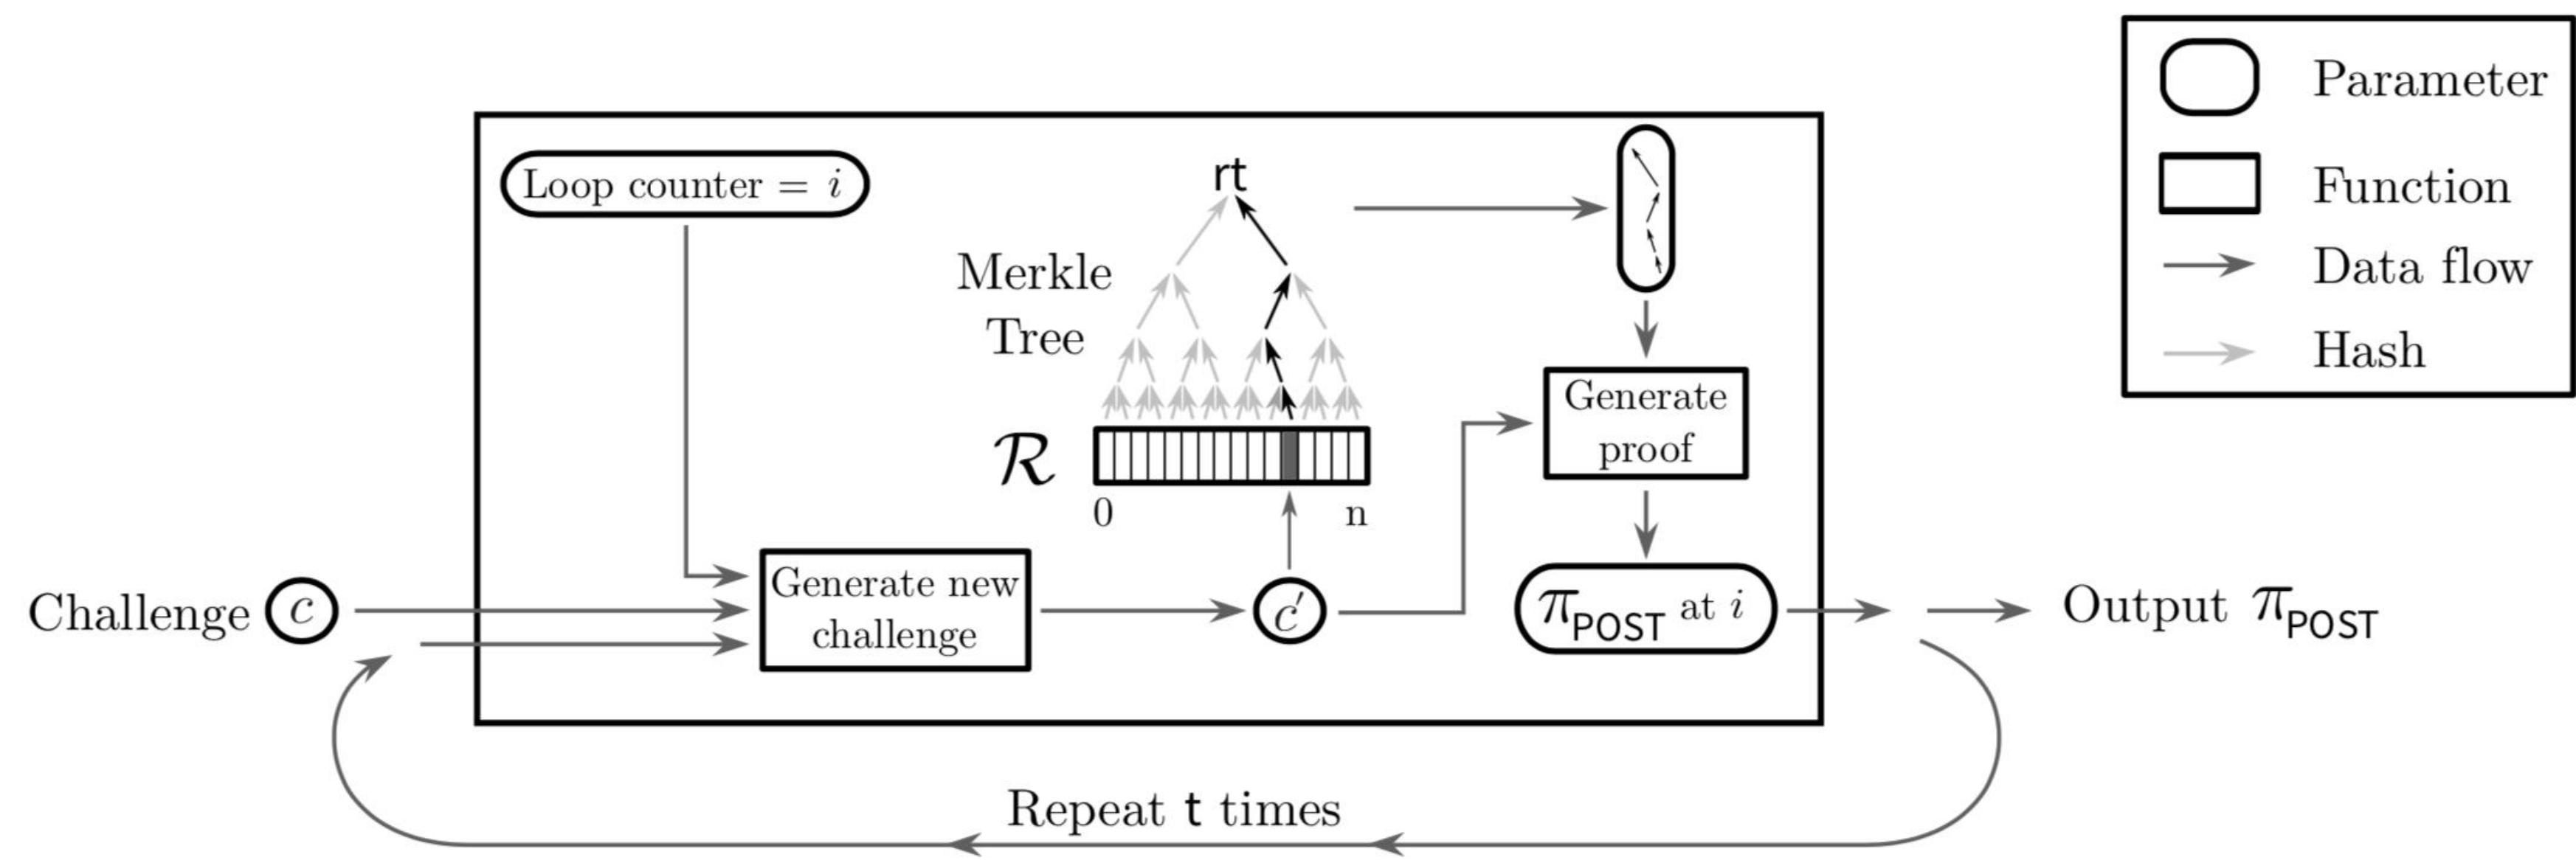 Parameter
Function
Data flow
Hash
Loop counter = i
rt
Merkle
Tree
ℛ
0
n
Generate
proof
Challenge c
Generate new
challenge
c′
π_POST at i
Output π_POST
Repeat t times